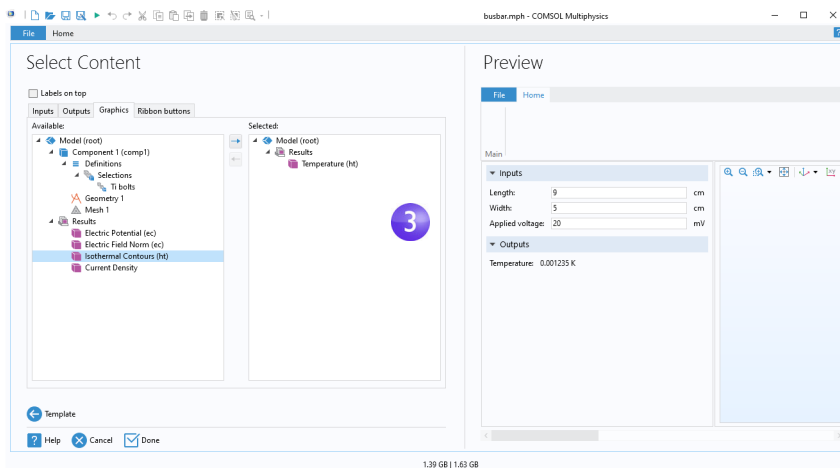 busbar.mph - COMSOL Multiphysics
File Home
Select Content
Labels on top
Inputs Outputs Graphics Ribbon buttons
Available:
Model (root)
Component 1 (comp1)
Definitions
Selections
Ti bolts
Geometry 1
Mesh 1
Results
Electric Potential (ec)
Electric Field Norm (ec)
Isothermal Contours (ht)
Current Density
Selected:
Model (root)
Results
Temperature (ht)
3
Template
? Help Cancel Done
Preview
File Home
Main
Inputs
Length: 9 cm
Width: 5 cm
Applied voltage: 20 mV
Outputs
Temperature: 0.001235 K
1.39 GB | 1.63 GB